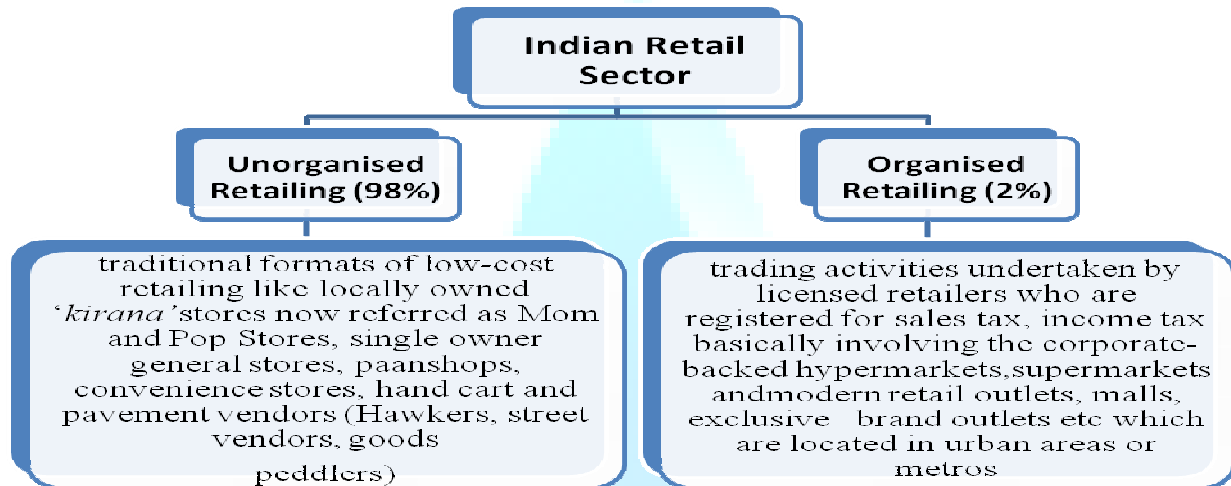 Indian Retail
Sector
Unorganised
Retailing (98%)
Organised
Retailing (2%)
traditional formats of low-cost
retailing like locally owned
‘kirana’ stores now referred as Mom
and Pop Stores, single owner
general stores, paanshops,
convenience stores, hand cart and
pavement vendors (Hawkers, street
vendors, goods
peddlers)
trading activities undertaken by
licensed retailers who are
registered for sales tax, income tax
basically involving the corporate-
backed hypermarkets,supermarkets
andmodern retail outlets, malls,
exclusive brand outlets etc which
are located in urban areas or
metros